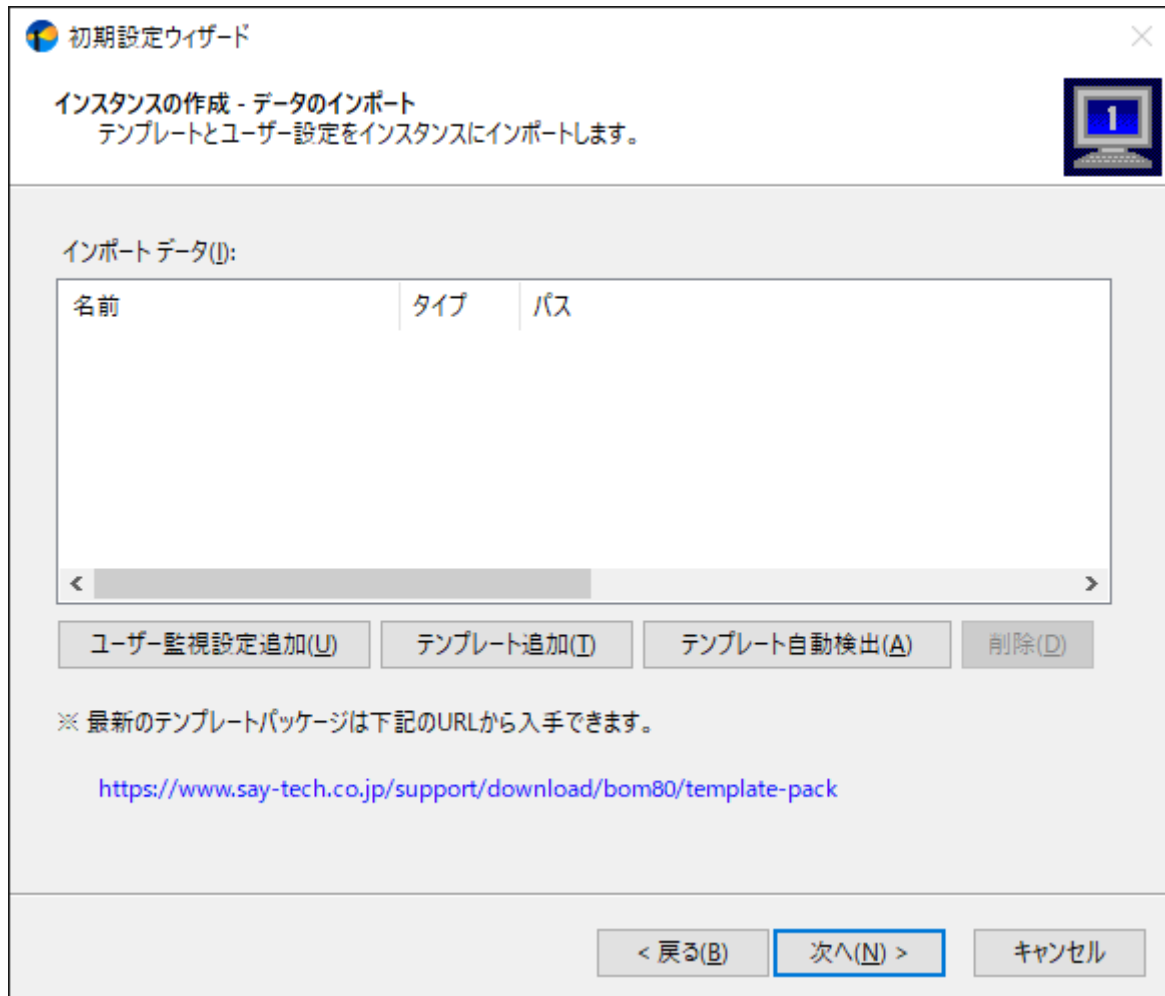 初期設定ウィザード
インスタンスの作成 - データのインポート
テンプレートとユーザー設定をインスタンスにインポートします。
1
インポート データ(I):
名前 タイプ パス
ユーザー監視設定追加(U) テンプレート追加(T) テンプレート自動検出(A) 削除(D)
※ 最新のテンプレートパッケージは下記のURLから入手できます。
https://www.say-tech.co.jp/support/download/bom80/template-pack
< 戻る(B) 次へ(N) > キャンセル